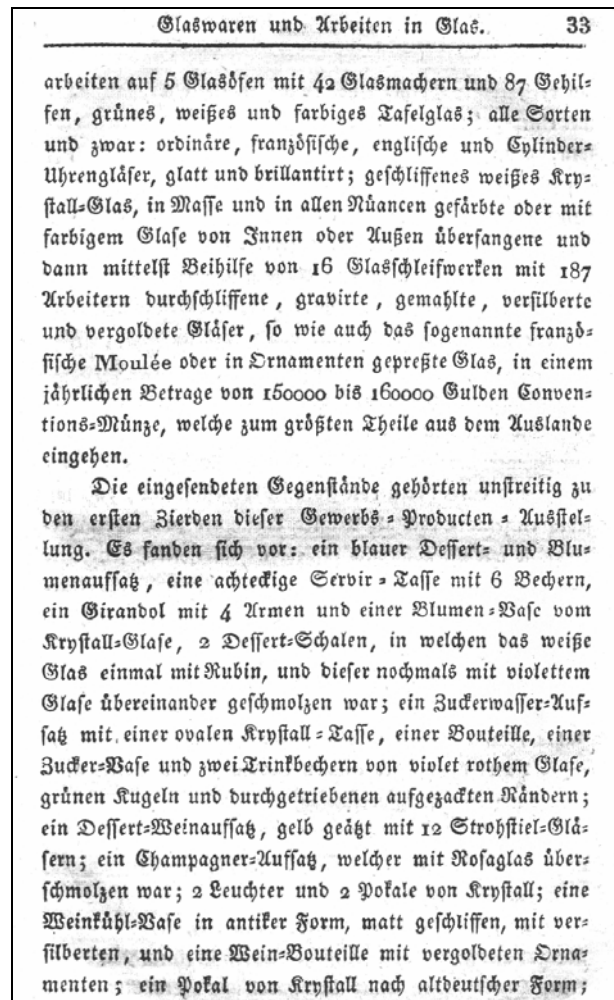 Glaswaren und Arbeiten in Glas. 33
arbeiten auf 5 Glasöfen mit 42 Glasmachern und 87 Gehil-
fen, grünes, weißes und farbiges Tafelglas; alle Sorten
und zwar: ordinäre, französische, englische und Cylinder-
Uhrengläser, glatt und brillantirt; geschliffenes weißes Kry-
stall-Glas, in Masse und in allen Nüancen gefärbte oder mit
farbigem Glase von Innen oder Außen überfangene und
dann mittelst Beihilfe von 16 Glasschleifwerken mit 187
Arbeitern durchschliffene, gravirte, gemahlte, versilberte
und vergoldete Gläser, so wie auch das sogenannte franzö-
sische Moulée oder in Ornamenten gepreßte Glas, in einem
jährlichen Betrage von 150000 bis 160000 Gulden Conven-
tions-Münze, welche zum größten Theile aus dem Auslande
eingehen.
Die eingesendeten Gegenstände gehörten unstreitig zu
den ersten Zierden dieser Gewerbs-Producten-Ausstel-
lung. Es fanden sich vor: ein blauer Dessert- und Blu-
menaufsatz, eine achteckige Servir-Tasse mit 6 Bechern,
ein Girandol mit 4 Armen und einer Blumen-Vase vom
Krystall-Glase, 2 Dessert-Schalen, in welchen das weiße
Glas einmal mit Rubin, und dieser nochmals mit violettem
Glase übereinander geschmolzen war; ein Zuckerwasser-Auf-
satz mit einer ovalen Krystall-Tasse, einer Bouteille, einer
Zucker-Vase und zwei Trinkbechern von violet rothem Glase,
grünen Kugeln und durchgetriebenen aufgezackten Rändern;
ein Dessert-Weinaufsatz, gelb geätzt mit 12 Strohstiel-Glä-
sern; ein Champagner-Aufsatz, welcher mit Rosaglas über-
schmolzen war; 2 Leuchter und 2 Pokale von Krystall; eine
Weinkühl-Vase in antiker Form, matt geschliffen, mit ver-
silberten, und eine Wein-Bouteille mit vergoldeten Orna-
menten; ein Pokal von Krystall nach altdeutscher Form;